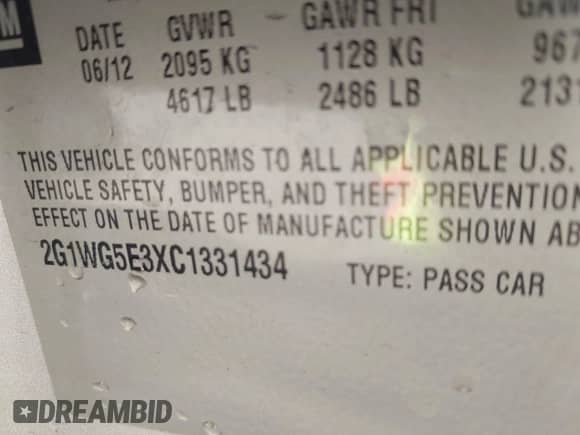 M
DATE GVWR GAWR FRT GAW
06/12 2095 KG 1128 KG 967
4617 LB 2486 LB 213
THIS VEHICLE CONFORMS TO ALL APPLICABLE U.S.
VEHICLE SAFETY, BUMPER, AND THEFT PREVENTION
EFFECT ON THE DATE OF MANUFACTURE SHOWN AB
2G1WG5E3XC1331434 TYPE: PASS CAR
DREAMBID